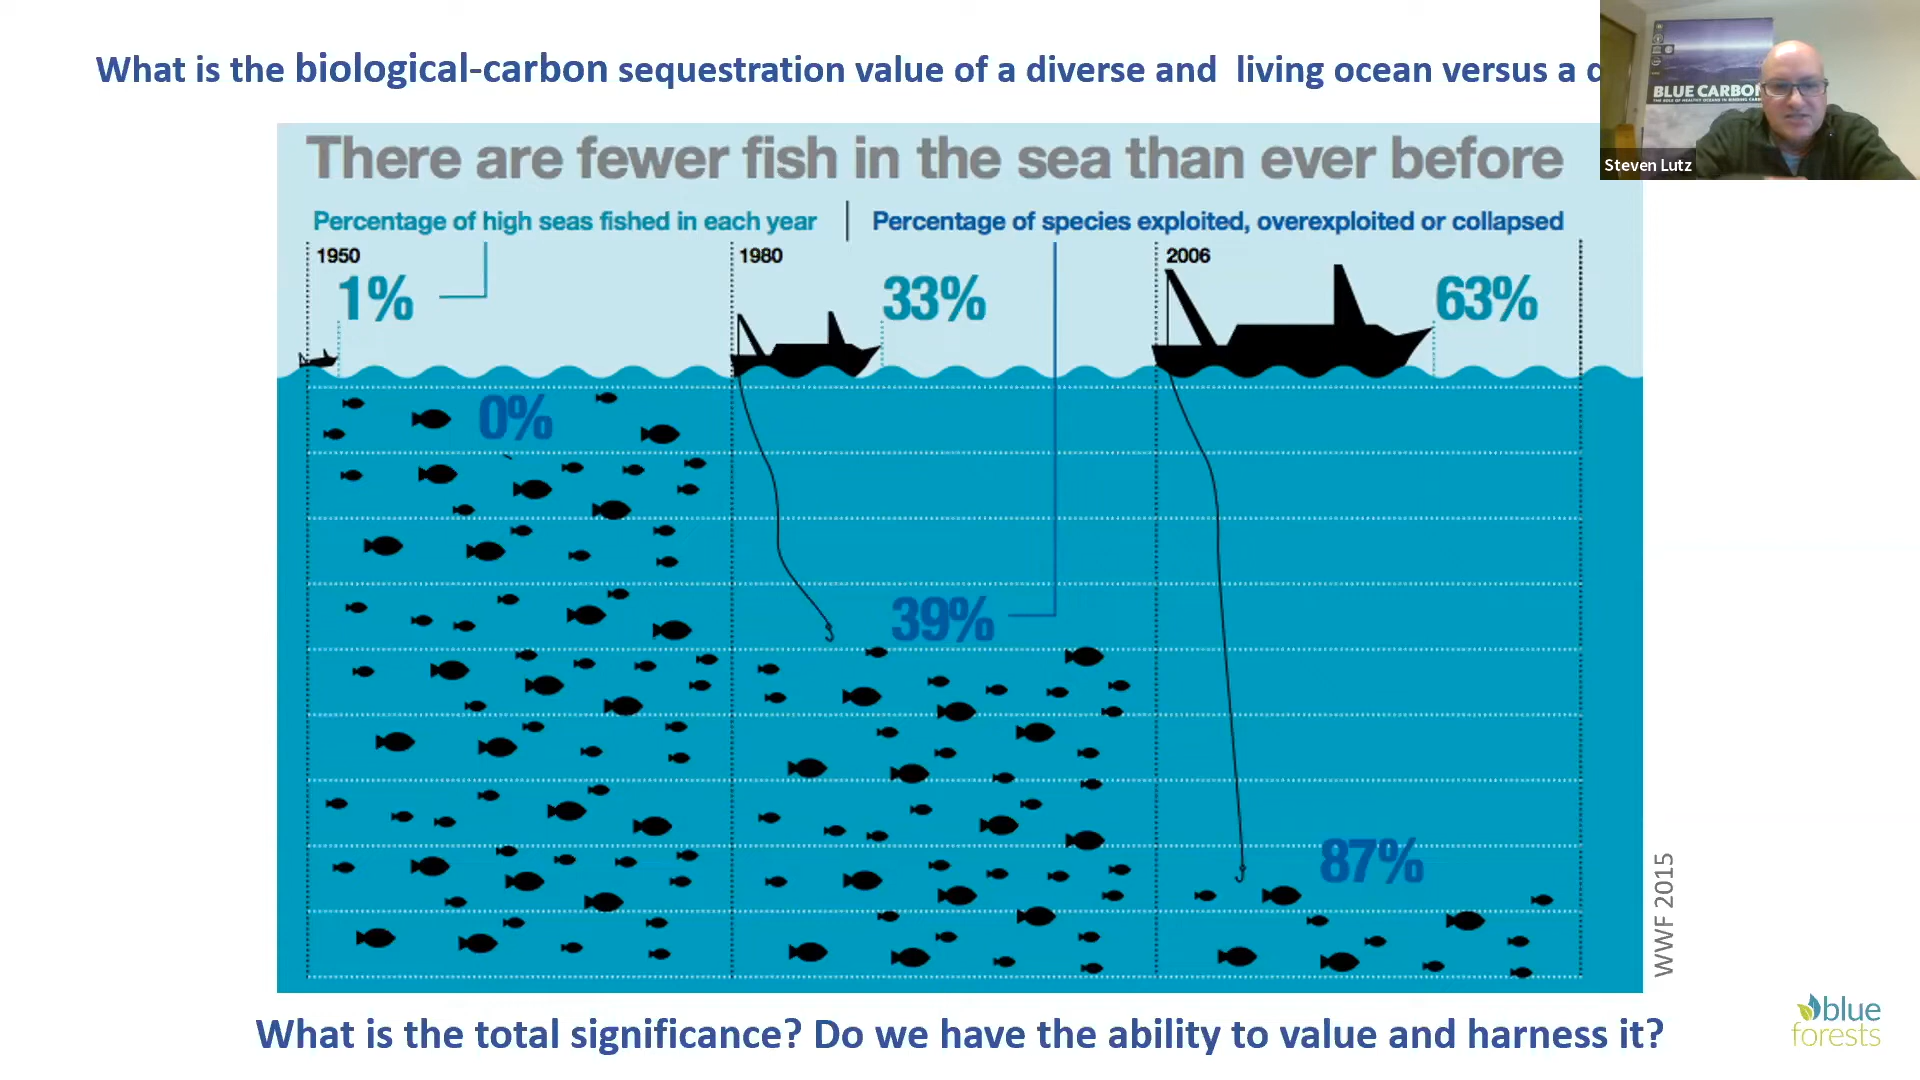 What is the biological-carbon sequestration value of a diverse and living ocean versus a
BLUE CARBON
Steven Lutz
There are fewer fish in the sea than ever before
Percentage of high seas fished in each year
Percentage of species exploited, overexploited or collapsed
1950
1%
1980
33%
2006
63%
0%
39%
87%
WWF 2015
What is the total significance? Do we have the ability to value and harness it?
blue
forests